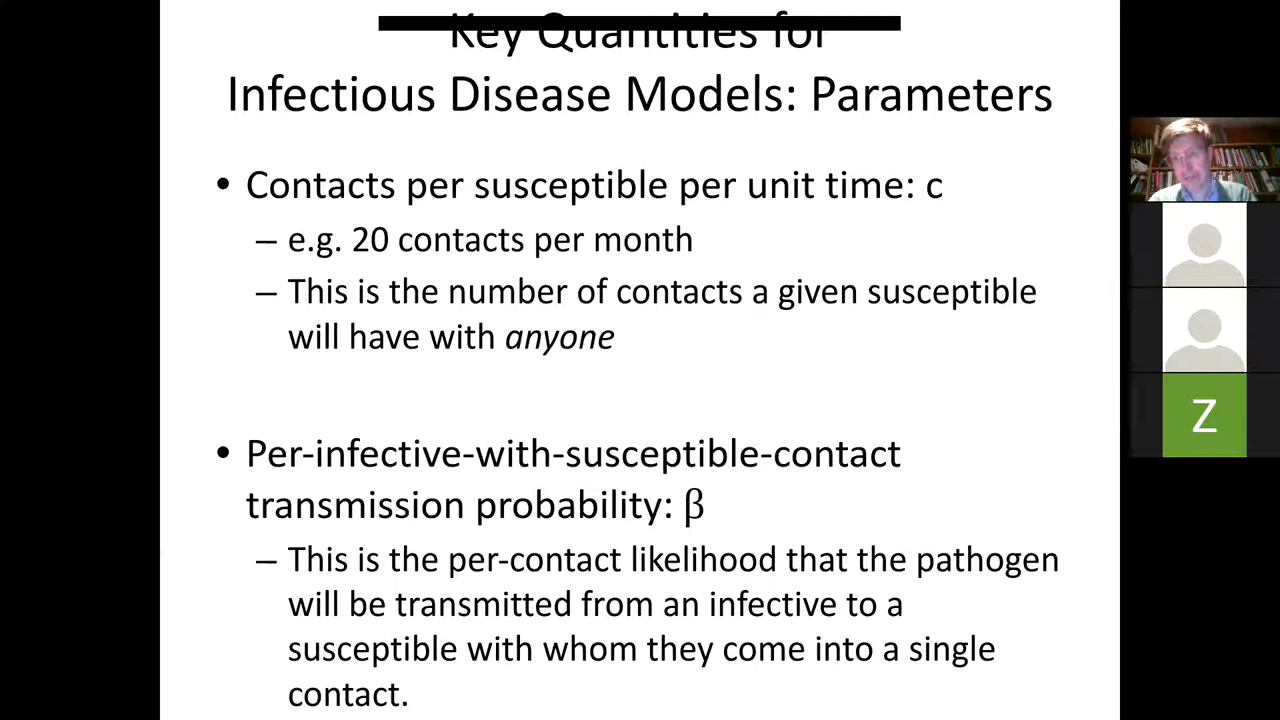 Key Quantities for
Infectious Disease Models: Parameters
• Contacts per susceptible per unit time: c
– e.g. 20 contacts per month
– This is the number of contacts a given susceptible
will have with anyone
• Per-infective-with-susceptible-contact
transmission probability: β
– This is the per-contact likelihood that the pathogen
will be transmitted from an infective to a
susceptible with whom they come into a single
contact.
Z